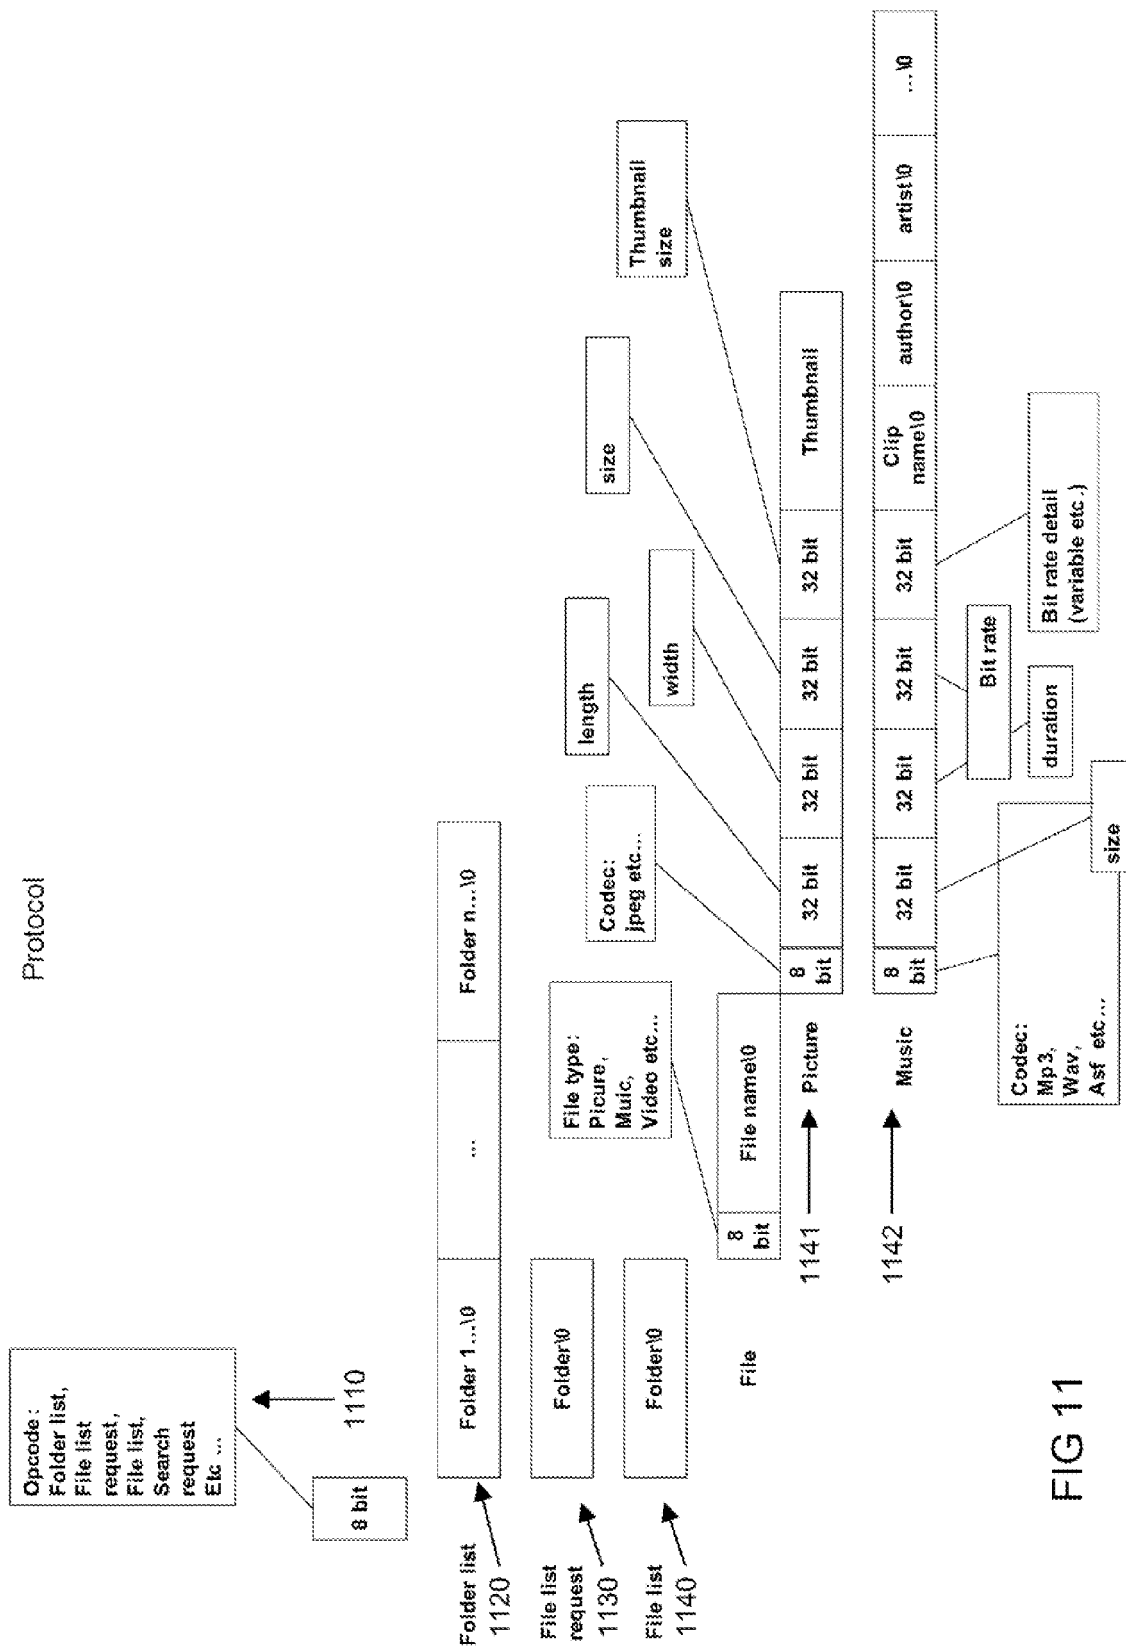 Protocol
Opcode:
Folder list,
File list
request,
File list,
Search
request
Etc ...
1110
8 bit
Folder list
1120
Folder 1...\0
...
Folder n...\0
File list
request
1130
Folder\0
File list
1140
Folder\0
File
8
bit
File name\0
File type:
Picure,
Muic,
Video etc...
Codec:
jpeg etc...
length
width
size
Thumbnail
size
1141
Picture
8
bit
32 bit
32 bit
32 bit
32 bit
Thumbnail
1142
Music
8
bit
32 bit
32 bit
32 bit
32 bit
Clip
name\0
author\0
artist\0
...\0
Codec:
Mp3,
Wav,
Asf etc...
size
duration
Bit rate
Bit rate detail
(variable etc.)
FIG 11